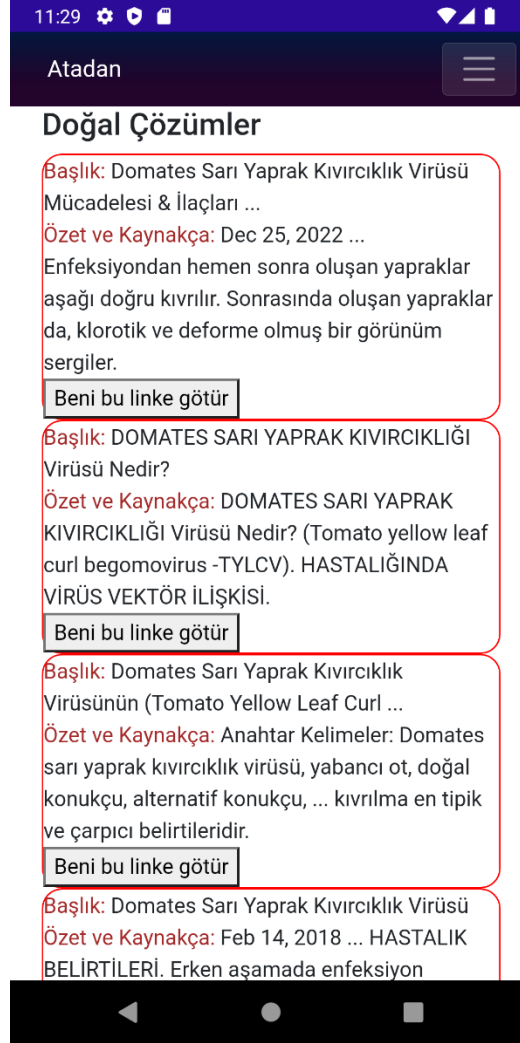 11:29
Atadan
Doğal Çözümler
Başlık: Domates Sarı Yaprak Kıvırcıklık Virüsü
Mücadelesi & İlaçları ...
Özet ve Kaynakça: Dec 25, 2022 ...
Enfeksiyondan hemen sonra oluşan yapraklar
aşağı doğru kıvrılır. Sonrasında oluşan yapraklar
da, klorotik ve deforme olmuş bir görünüm
sergiler.
Beni bu linke götür
Başlık: DOMATES SARI YAPRAK KIVIRCIKLIĞI
Virüsü Nedir?
Özet ve Kaynakça: DOMATES SARI YAPRAK
KIVIRCIKLIĞI Virüsü Nedir? (Tomato yellow leaf
curl begomovirus -TYLCV). HASTALIĞINDA
VİRÜS VEKTÖR İLİŞKİSİ.
Beni bu linke götür
Başlık: Domates Sarı Yaprak Kıvırcıklık
Virüsünün (Tomato Yellow Leaf Curl ...
Özet ve Kaynakça: Anahtar Kelimeler: Domates
sarı yaprak kıvırcıklık virüsü, yabancı ot, doğal
konukçu, alternatif konukçu, ... kıvrılma en tipik
ve çarpıcı belirtileridir.
Beni bu linke götür
Başlık: Domates Sarı Yaprak Kıvırcıklık Virüsü
Özet ve Kaynakça: Feb 14, 2018 ... HASTALIK
BELİRTİLERİ. Erken aşamada enfeksiyon